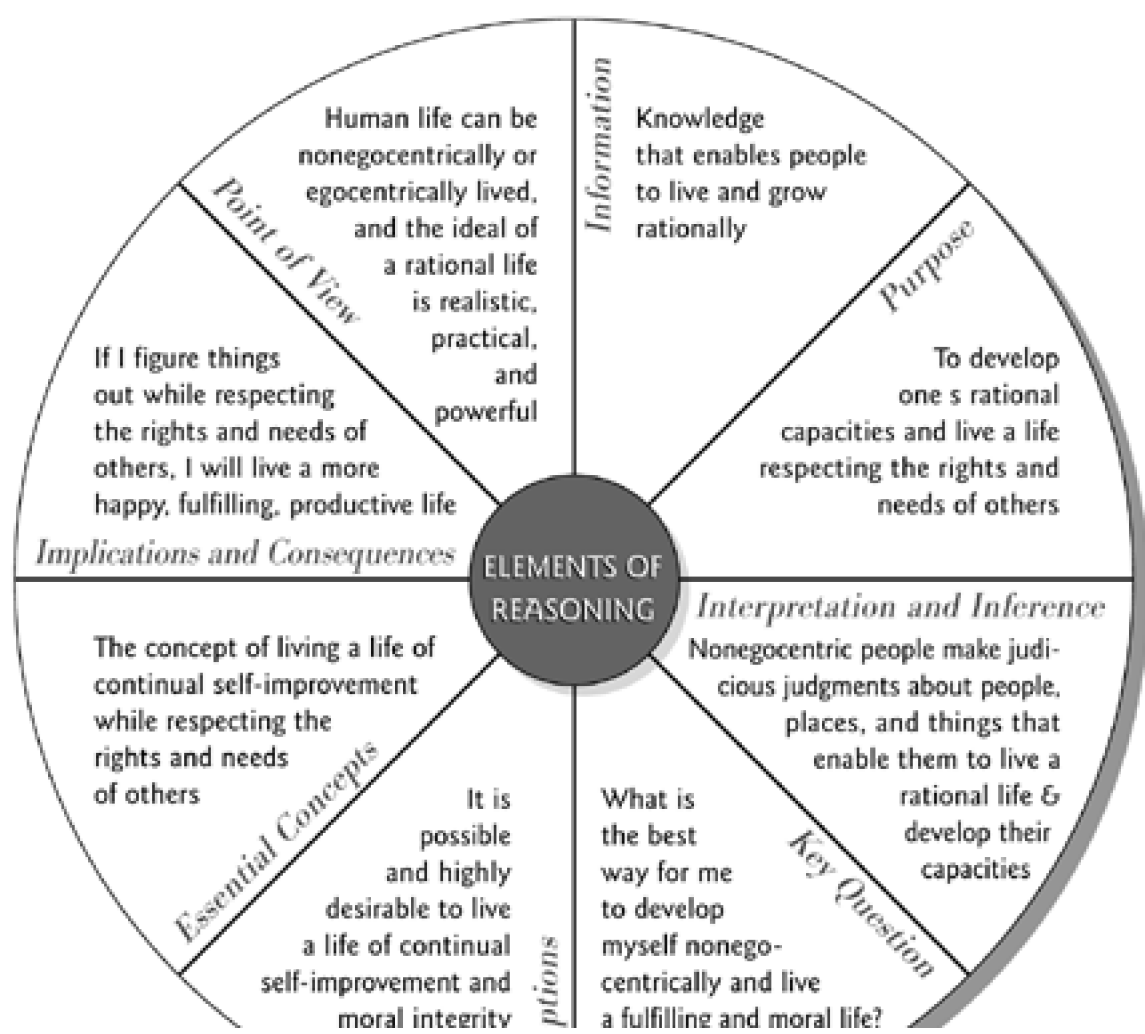 Information
Knowledge
that enables people
to live and grow
rationally
Purpose
To develop
one s rational
capacities and live a life
respecting the rights and
needs of others
Interpretation and Inference
Nonegocentric people make judi-
cious judgments about people,
places, and things that
enable them to live a
rational life &
develop their
capacities
Key Question
What is
the best
way for me
to develop
myself nonego-
centrically and live
a fulfilling and moral life?
ptions
It is
possible
and highly
desirable to live
a life of continual
self-improvement and
moral integrity
Essential Concepts
The concept of living a life of
continual self-improvement
while respecting the
rights and needs
of others
Implications and Consequences
If I figure things
out while respecting
the rights and needs of
others, I will live a more
happy, fulfilling, productive life
Point of View
Human life can be
nonegocentrically or
egocentrically lived,
and the ideal of
a rational life
is realistic,
practical,
and
powerful
ELEMENTS OF
REASONING